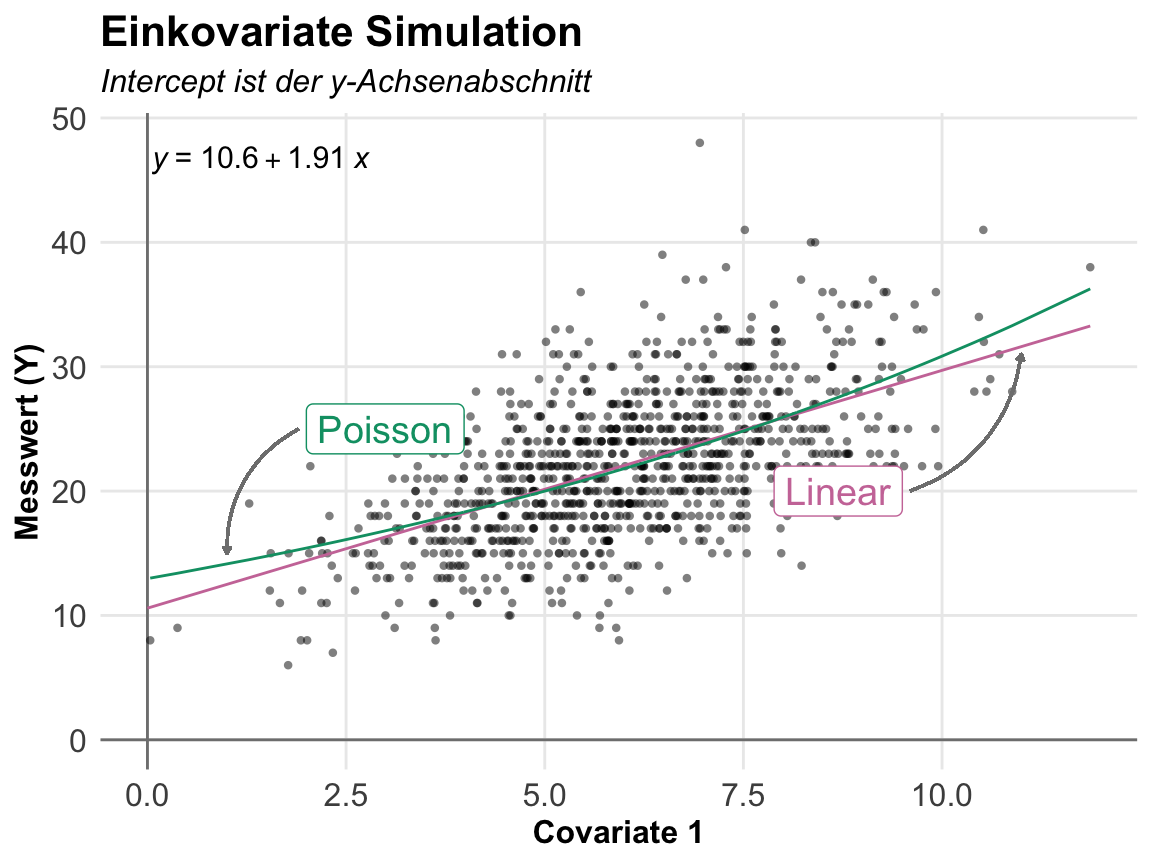 Einkovariate Simulation
Intercept ist der y-Achsenabschnitt
50
y = 10.6 + 1.91 x
40
30
Poisson
20
Linear
10
0
Messwert (Y)
0.0 2.5 5.0 7.5 10.0
Covariate 1